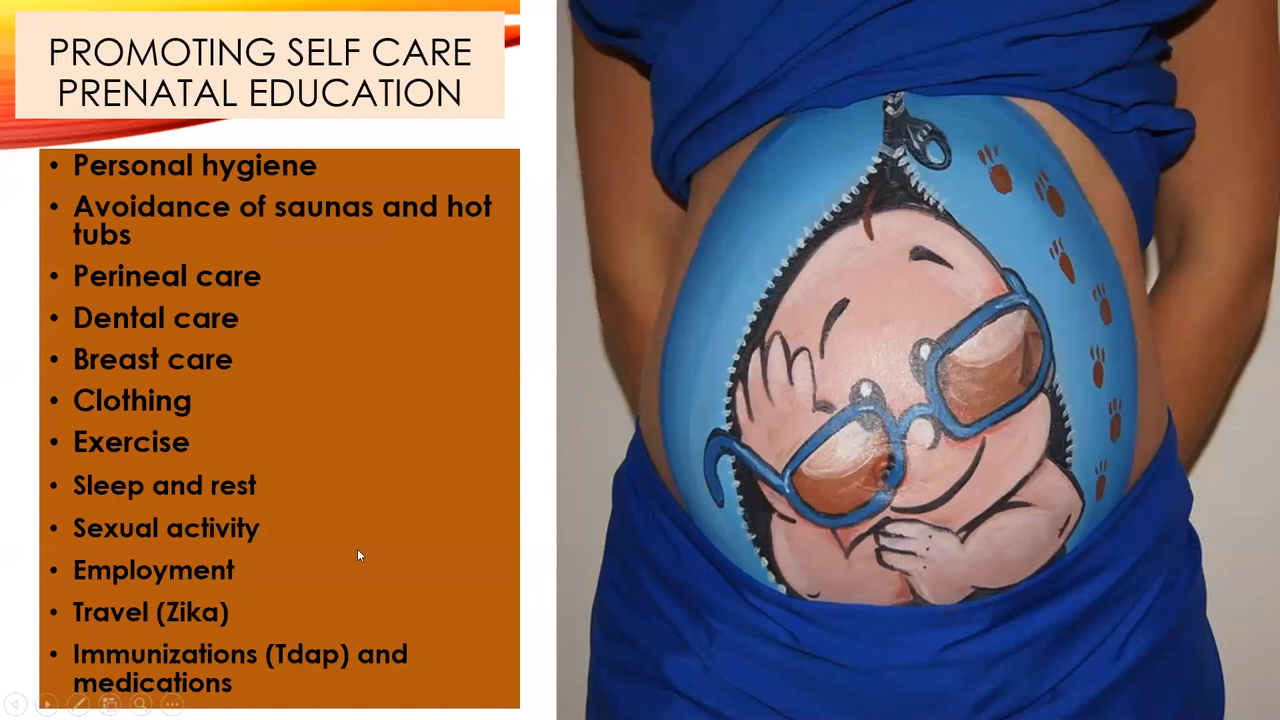 PROMOTING SELF CARE
PRENATAL EDUCATION
• Personal hygiene
• Avoidance of saunas and hot
tubs
• Perineal care
• Dental care
• Breast care
• Clothing
• Exercise
• Sleep and rest
• Sexual activity
• Employment
• Travel (Zika)
• Immunizations (Tdap) and
medications